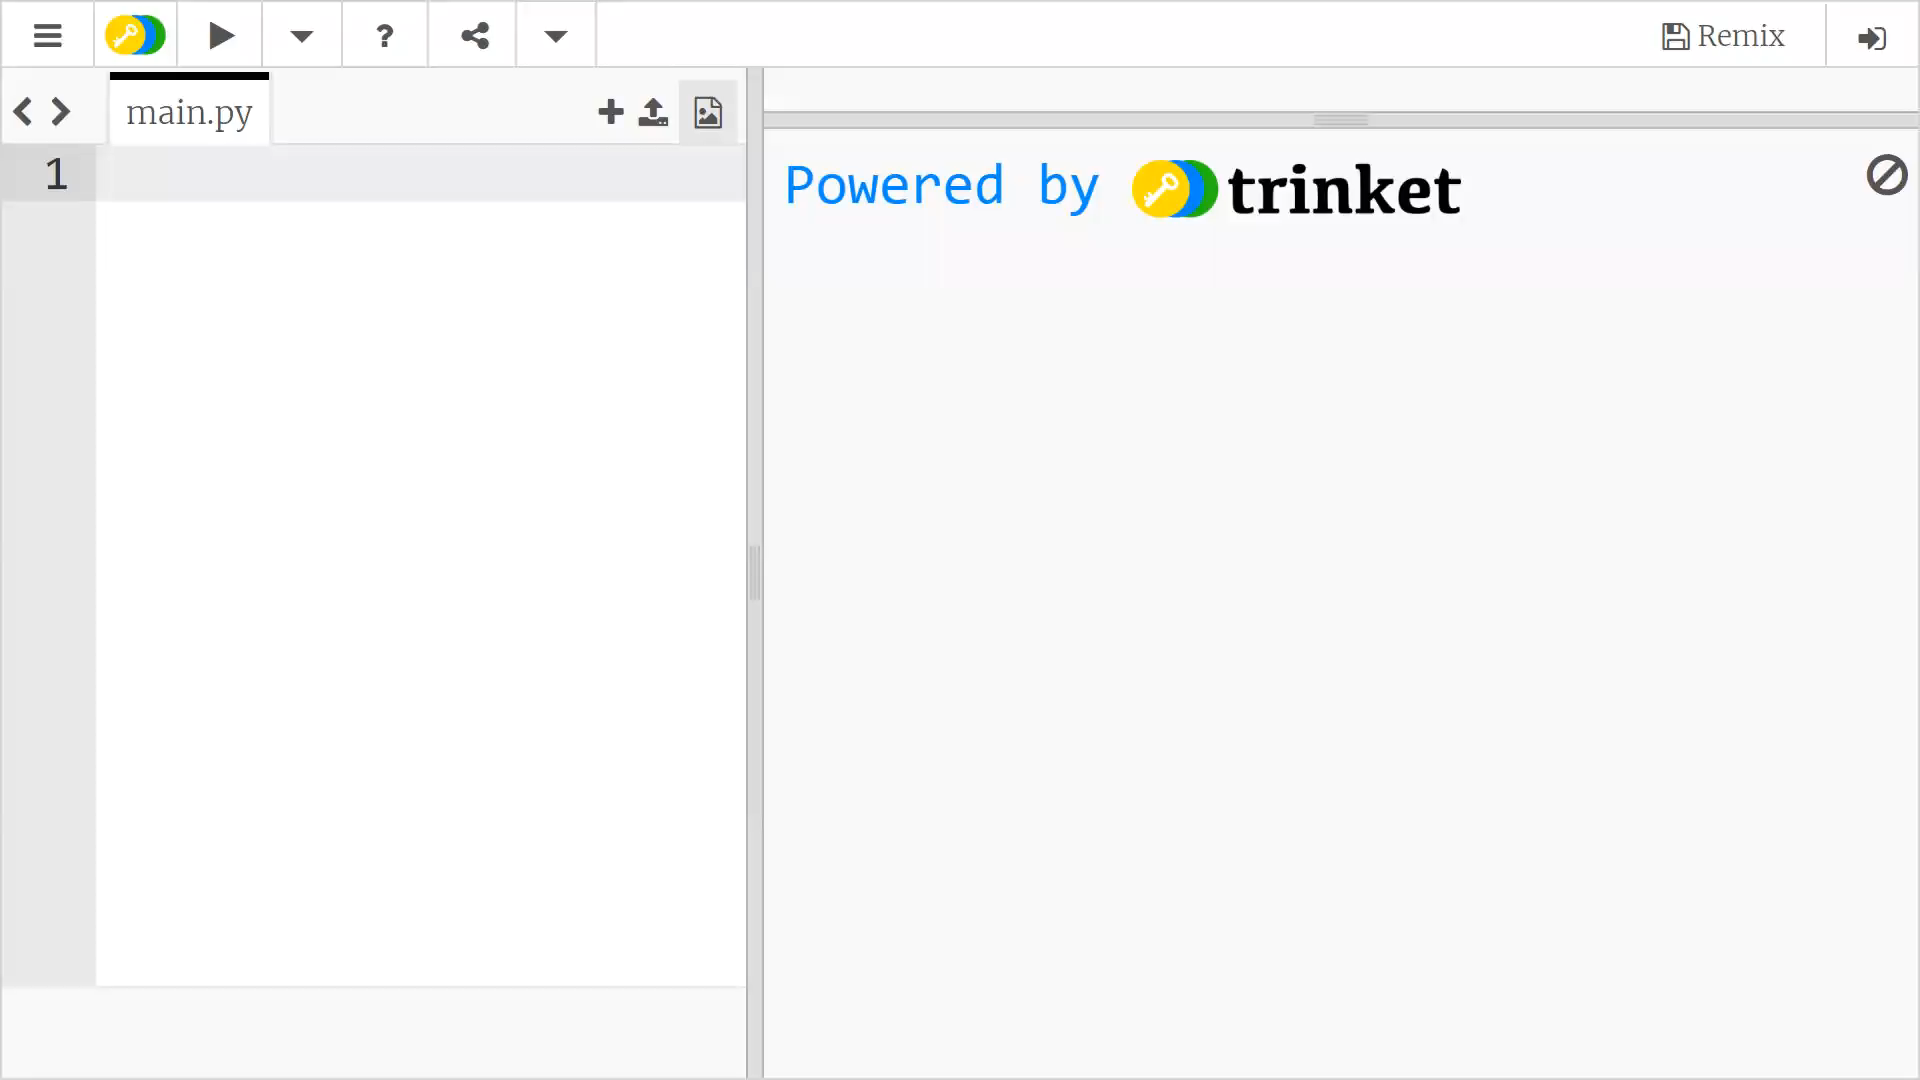 Remix
main.py
1
Powered by trinket